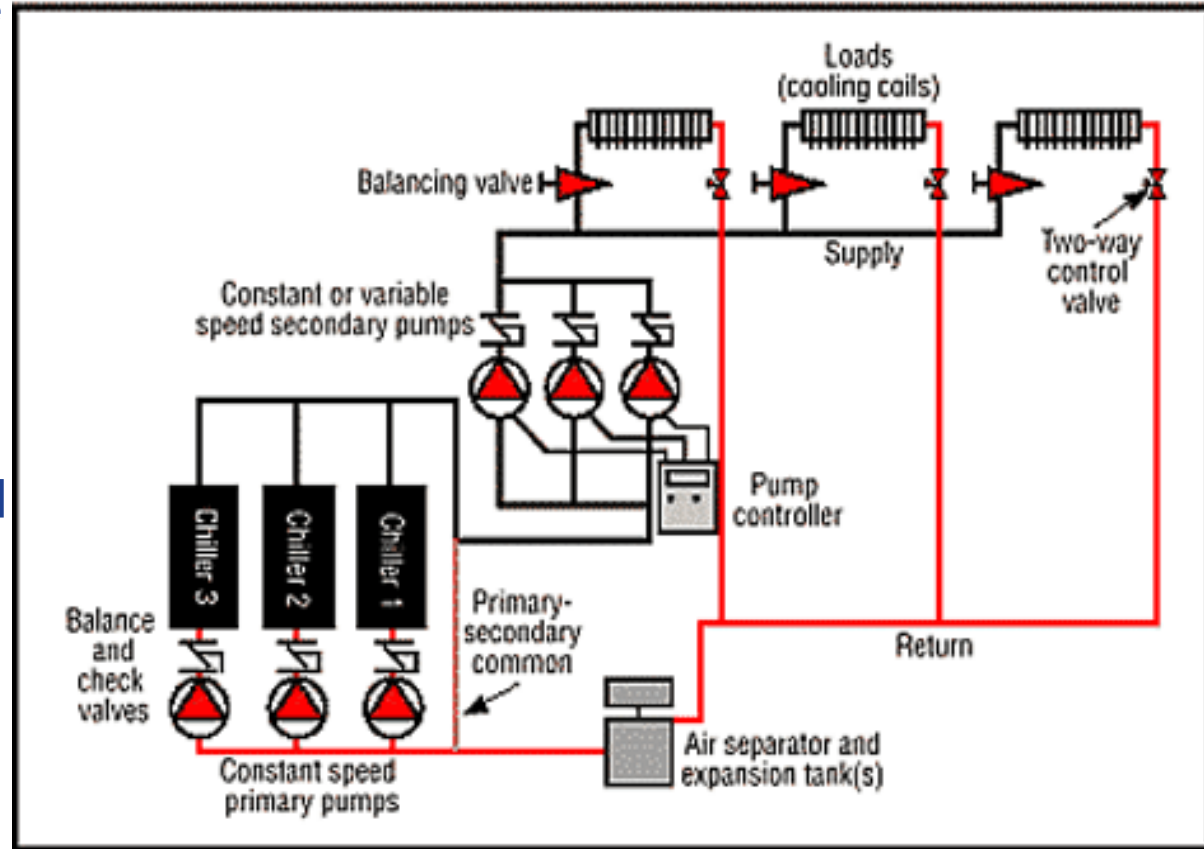 Loads
(cooling coils)
Balancing valve
Supply
Two-way
control
valve
Constant or variable
speed secondary pumps
Pump
controller
Chiller 3
Chiller 2
Chiller 1
Balance
and
check
valves
Primary-
secondary
common
Return
Constant speed
primary pumps
Air separator and
expansion tank(s)